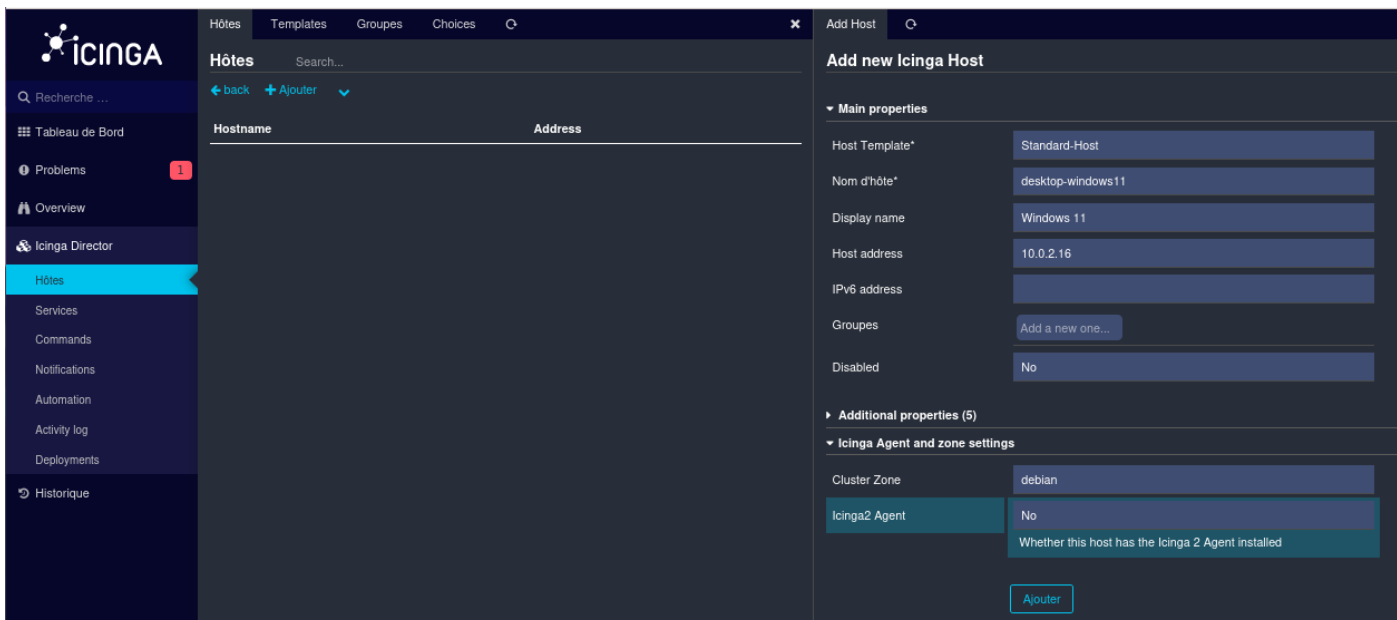 icinga
Recherche ...
Tableau de Bord
Problems 1
Overview
Icinga Director
Hôtes
Services
Commands
Notifications
Automation
Activity log
Deployments
Historique
Hôtes Templates Groupes Choices
Hôtes Search...
back Ajouter
Hostname Address
Add Host
Add new Icinga Host
Main properties
Host Template* Standard-Host
Nom d'hôte* desktop-windows11
Display name Windows 11
Host address 10.0.2.16
IPv6 address
Groupes Add a new one...
Disabled No
Additional properties (5)
Icinga Agent and zone settings
Cluster Zone debian
Icinga2 Agent No
Whether this host has the Icinga 2 Agent installed
Ajouter